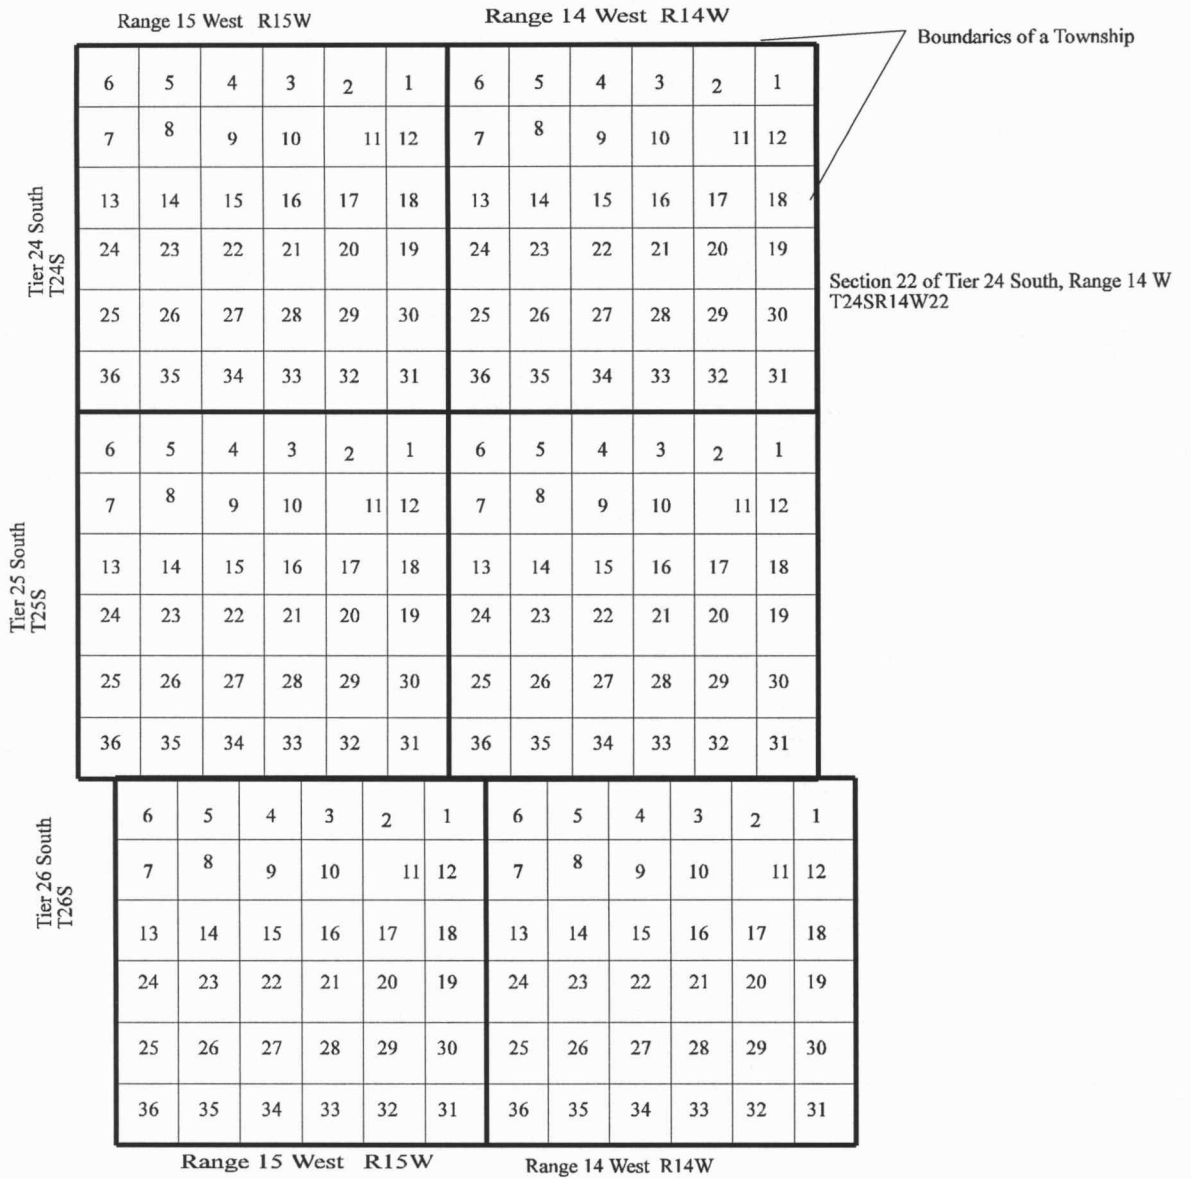 Range 15 West R15W Range 14 West R14W
Boundaries of a Township
6 5 4 3 2 1 6 5 4 3 2 1
7 8 9 10 11 12 7 8 9 10 11 12
13 14 15 16 17 18 13 14 15 16 17 18
24 23 22 21 20 19 24 23 22 21 20 19
25 26 27 28 29 30 25 26 27 28 29 30
36 35 34 33 32 31 36 35 34 33 32 31
Tier 24 South
T24S
Section 22 of Tier 24 South, Range 14 W
T24SR14W22
6 5 4 3 2 1 6 5 4 3 2 1
7 8 9 10 11 12 7 8 9 10 11 12
13 14 15 16 17 18 13 14 15 16 17 18
24 23 22 21 20 19 24 23 22 21 20 19
25 26 27 28 29 30 25 26 27 28 29 30
36 35 34 33 32 31 36 35 34 33 32 31
Tier 25 South
T25S
6 5 4 3 2 1 6 5 4 3 2 1
7 8 9 10 11 12 7 8 9 10 11 12
13 14 15 16 17 18 13 14 15 16 17 18
24 23 22 21 20 19 24 23 22 21 20 19
25 26 27 28 29 30 25 26 27 28 29 30
36 35 34 33 32 31 36 35 34 33 32 31
Tier 26 South
T26S
Range 15 West R15W Range 14 West R14W